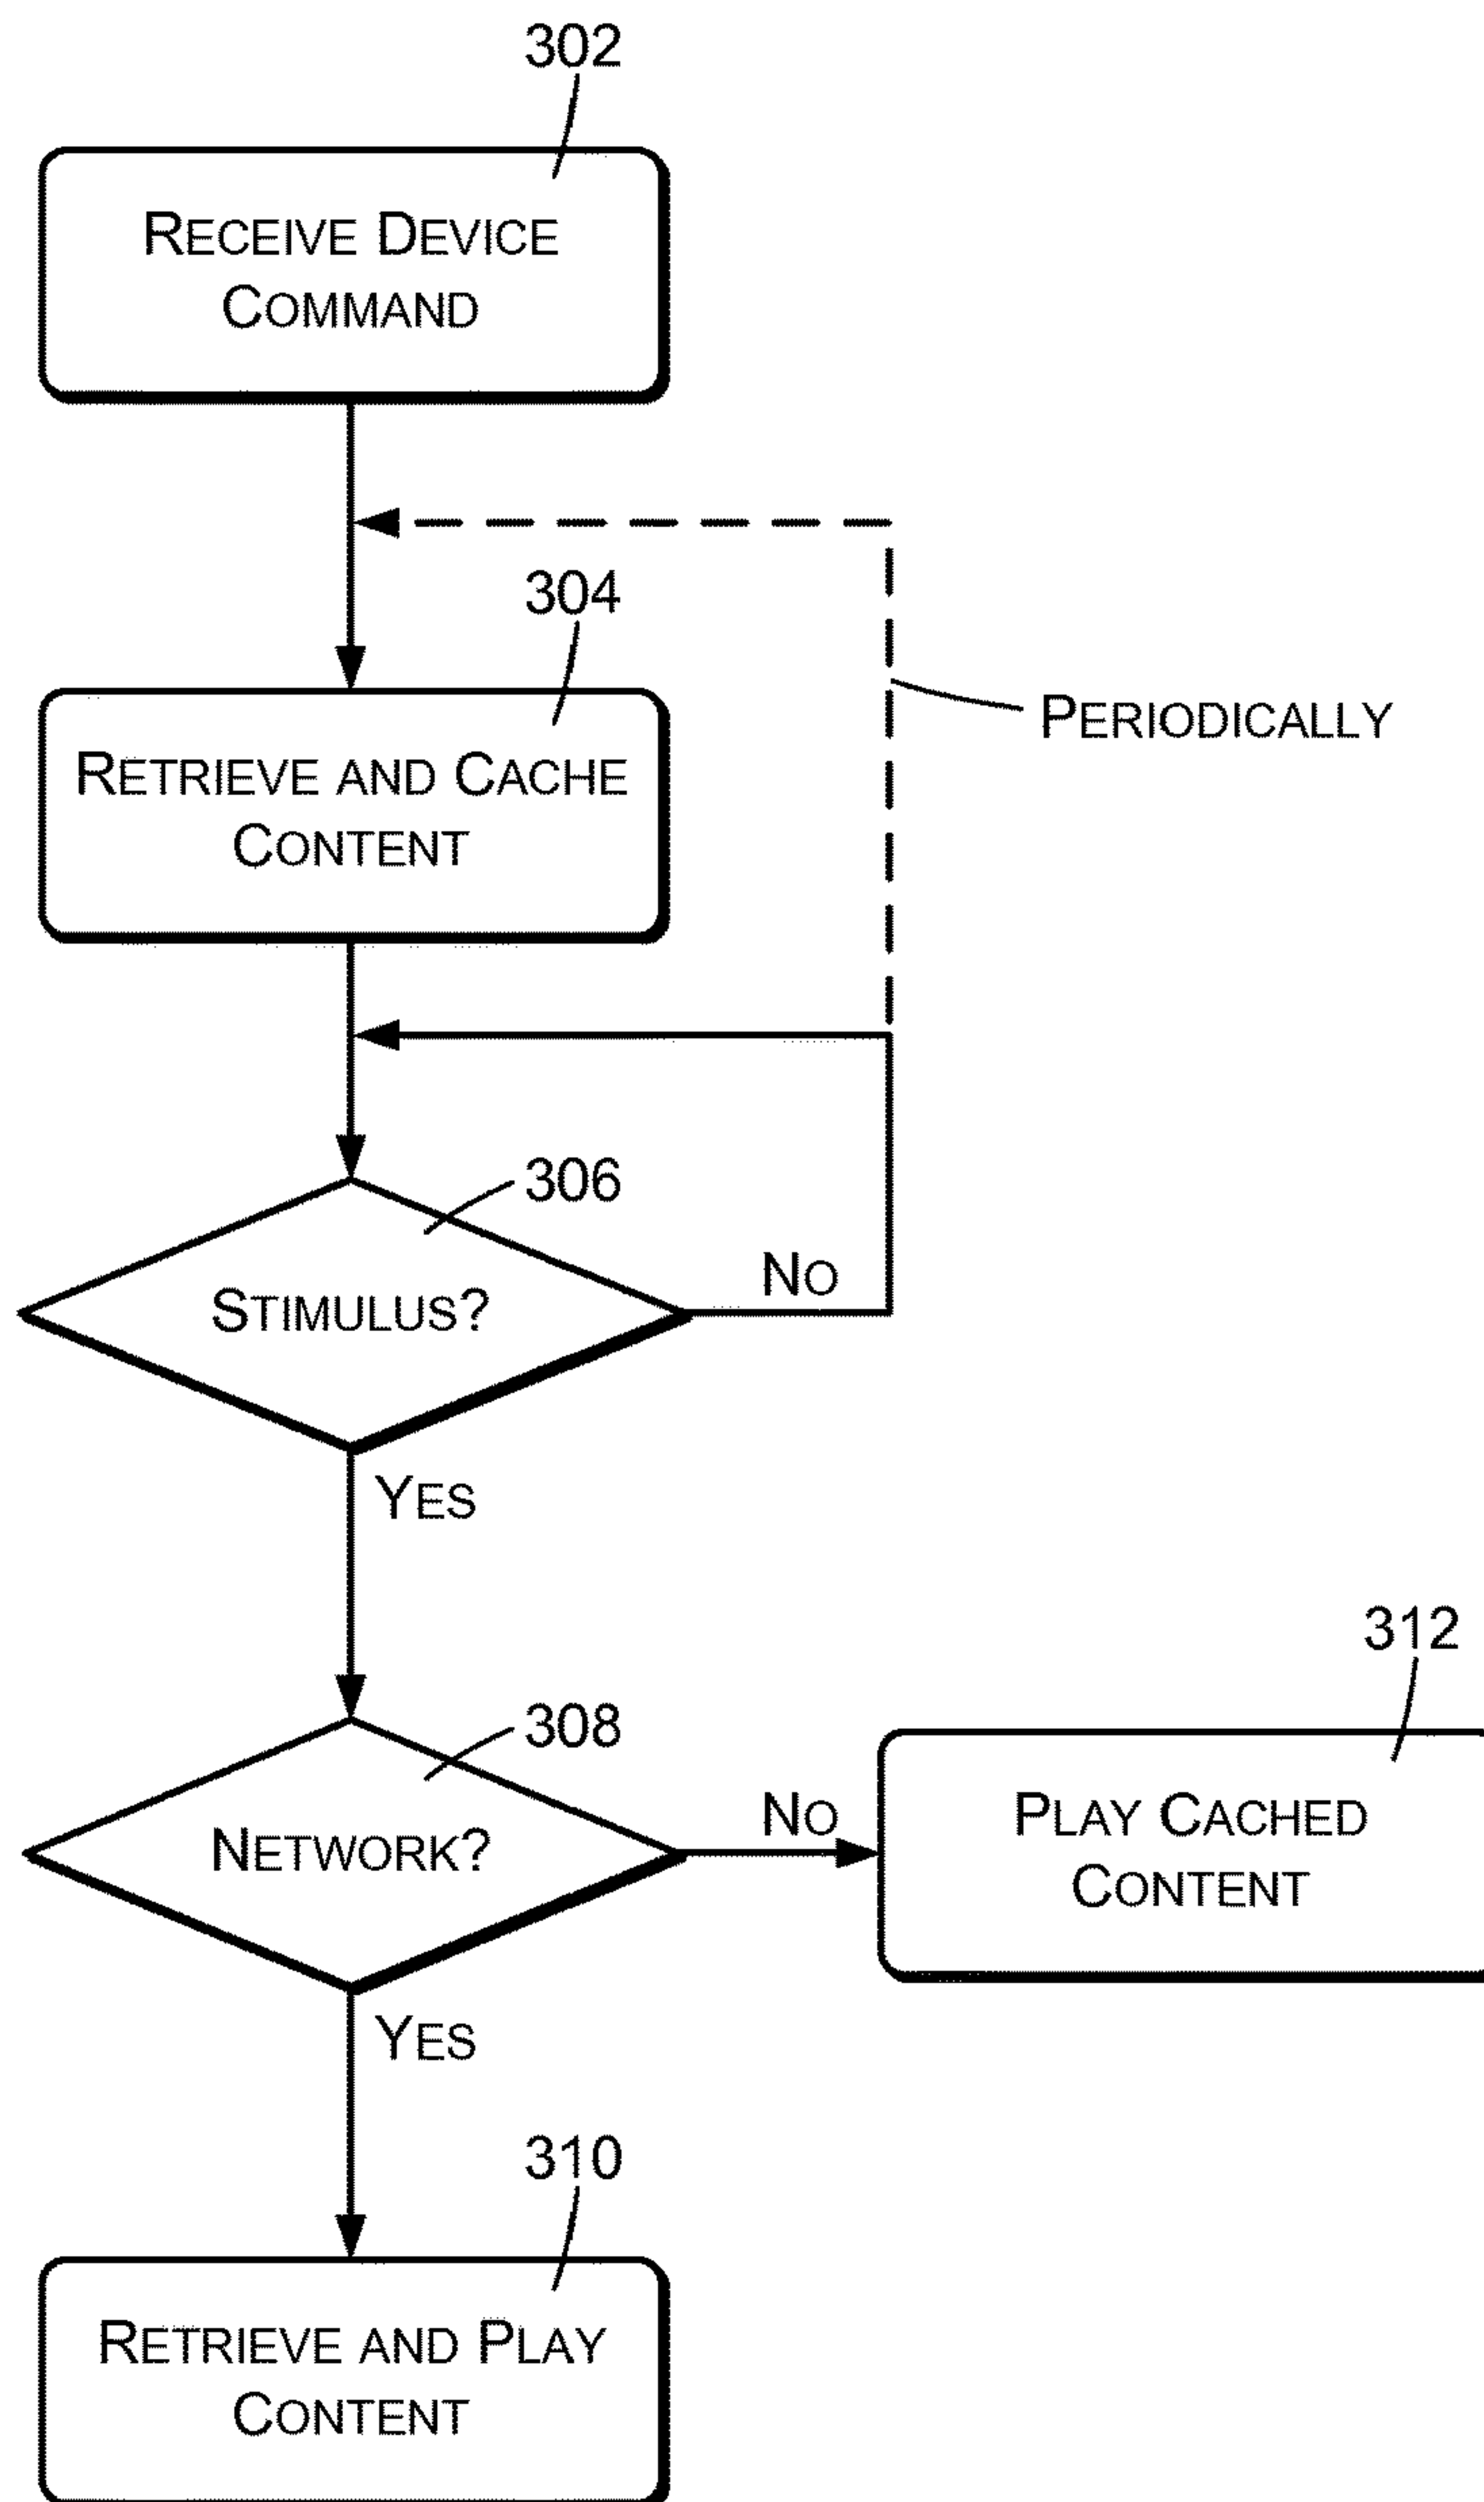 302
RECEIVE DEVICE
COMMAND
304
PERIODICALLY
RETRIEVE AND CACHE
CONTENT
306
STIMULUS?
NO
YES
308
312
NETWORK?
NO
PLAY CACHED
CONTENT
YES
310
RETRIEVE AND PLAY
CONTENT